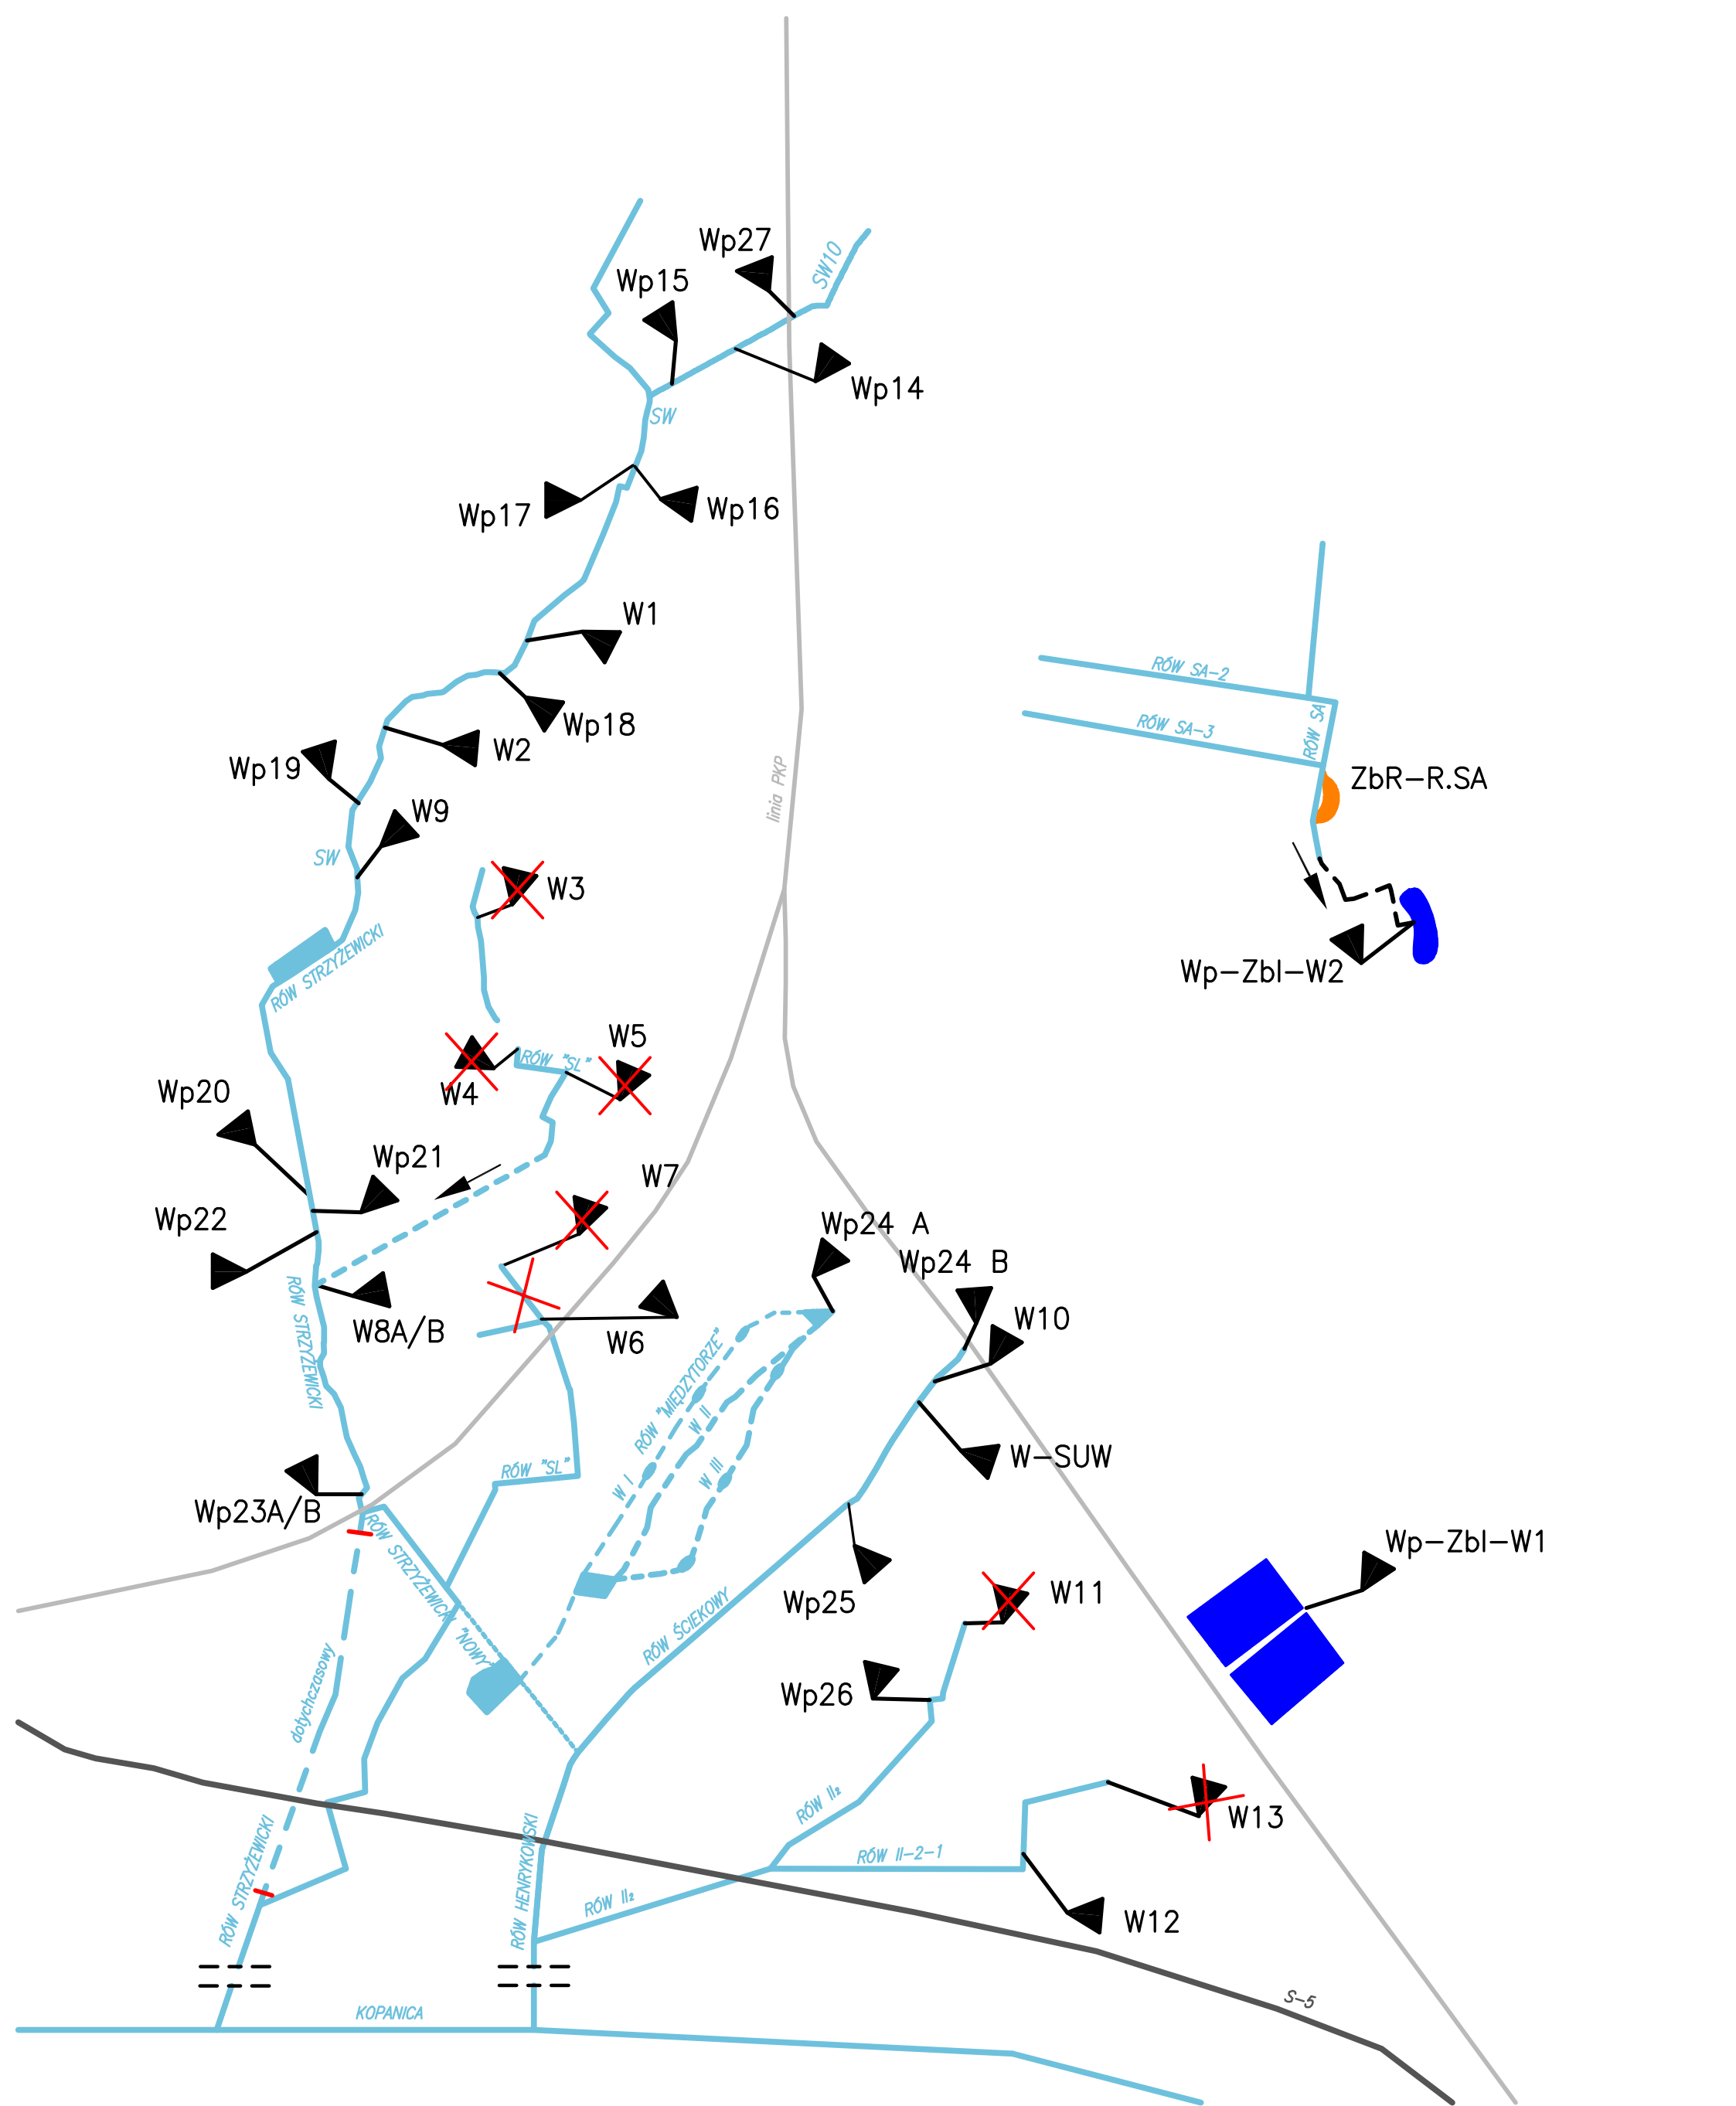 Wp27
SW10
Wp15
Wp14
SW
Wp17
Wp16
W1
Wp18
W2
Wp19
linia PKP
RÓW SA-2
RÓW SA-3
RÓW SA
ZbR-R.SA
W9
SW
W3
RÓW STRZYŻEWICKI
Wp-Zbl-W2
W5
RÓW "SL"
W4
Wp20
Wp21
W7
Wp22
Wp24 A
Wp24 B
RÓW STRZYŻEWICKI
W8A/B
W6
W10
RÓW "MIĘDZYTORZE"
W I
W II
W III
RÓW "SL"
W-SUW
Wp23A/B
RÓW STRZYŻEWICKI "NOWY"
Wp-Zbl-W1
Wp25
W11
RÓW ŚCIEKOWY
dotychczasowy
Wp26
RÓW II₂
W13
RÓW STRZYŻEWICKI
RÓW HENRYKOWSKI
RÓW II-2-1
RÓW II₂
W12
S-5
KOPANICA